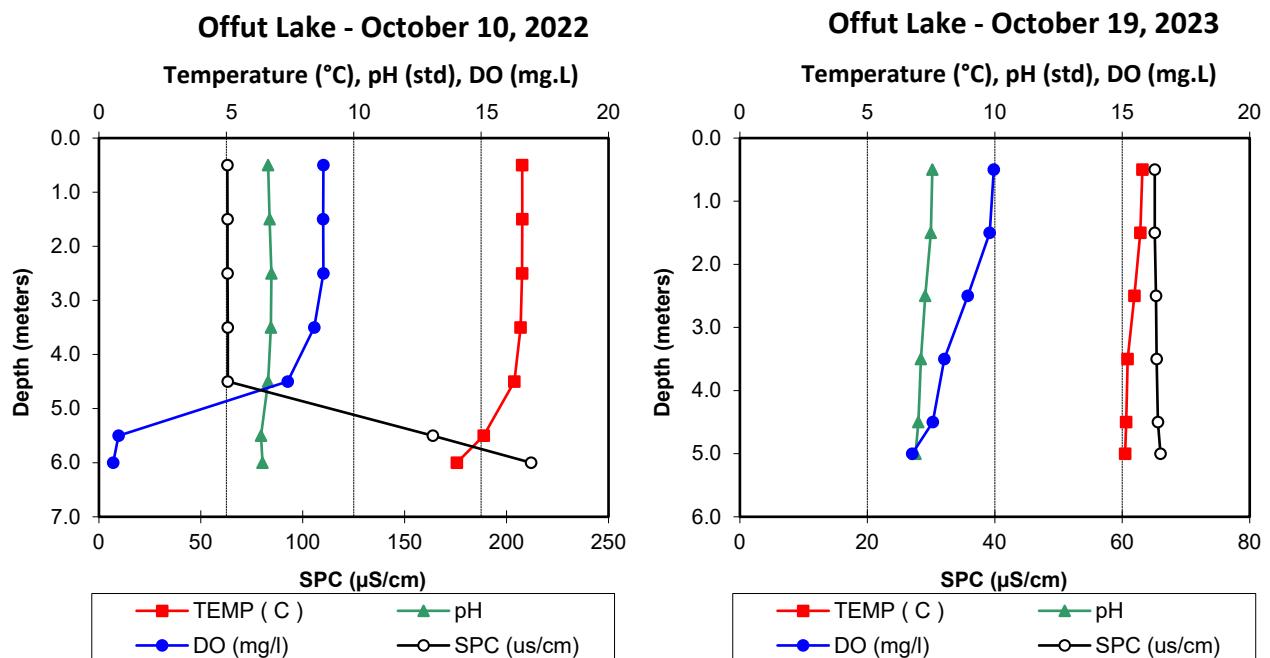 Offut Lake - October 10, 2022
Temperature (°C), pH (std), DO (mg.L)
0 5 10 15 20
0.0
1.0
2.0
3.0
4.0
5.0
6.0
7.0
Depth (meters)
0 50 100 150 200 250
SPC (µS/cm)
TEMP ( C ) pH
DO (mg/l) SPC (us/cm)
Offut Lake - October 19, 2023
Temperature (°C), pH (std), DO (mg.L)
0 5 10 15 20
0.0
1.0
2.0
3.0
4.0
5.0
6.0
Depth (meters)
0 20 40 60 80
SPC (µS/cm)
TEMP ( C ) pH
DO (mg/l) SPC (us/cm)